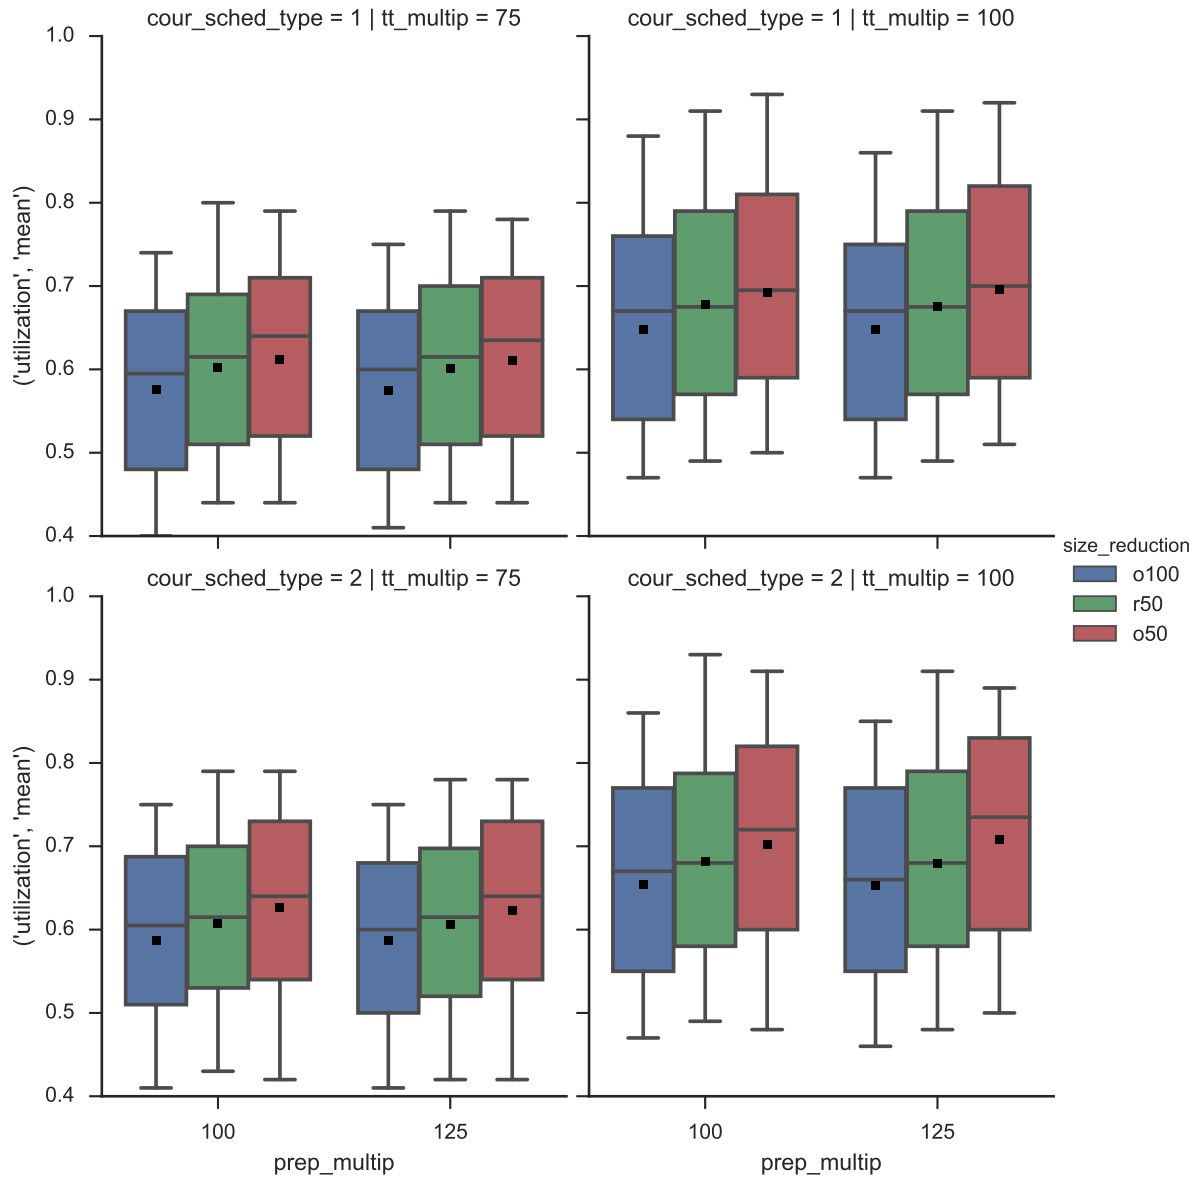 cour_sched_type = 1 | tt_multip = 75
cour_sched_type = 1 | tt_multip = 100
1.0
0.9
0.8
0.7
0.6
0.5
0.4
('utilization', 'mean')
size_reduction
o100
r50
o50
cour_sched_type = 2 | tt_multip = 75
cour_sched_type = 2 | tt_multip = 100
1.0
0.9
0.8
0.7
0.6
0.5
0.4
('utilization', 'mean')
100
125
100
125
prep_multip
prep_multip